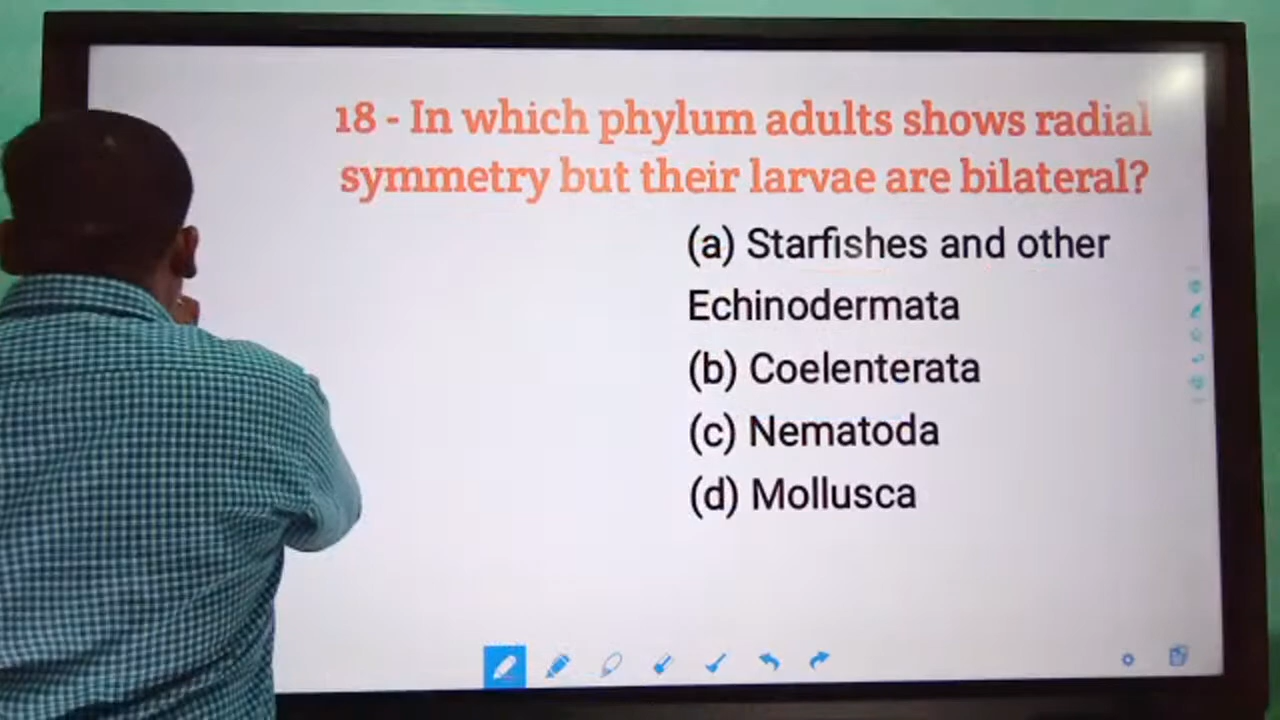 18 - In which phylum adults shows radial
symmetry but their larvae are bilateral?
(a) Starfishes and other
Echinodermata
(b) Coelenterata
(c) Nematoda
(d) Mollusca